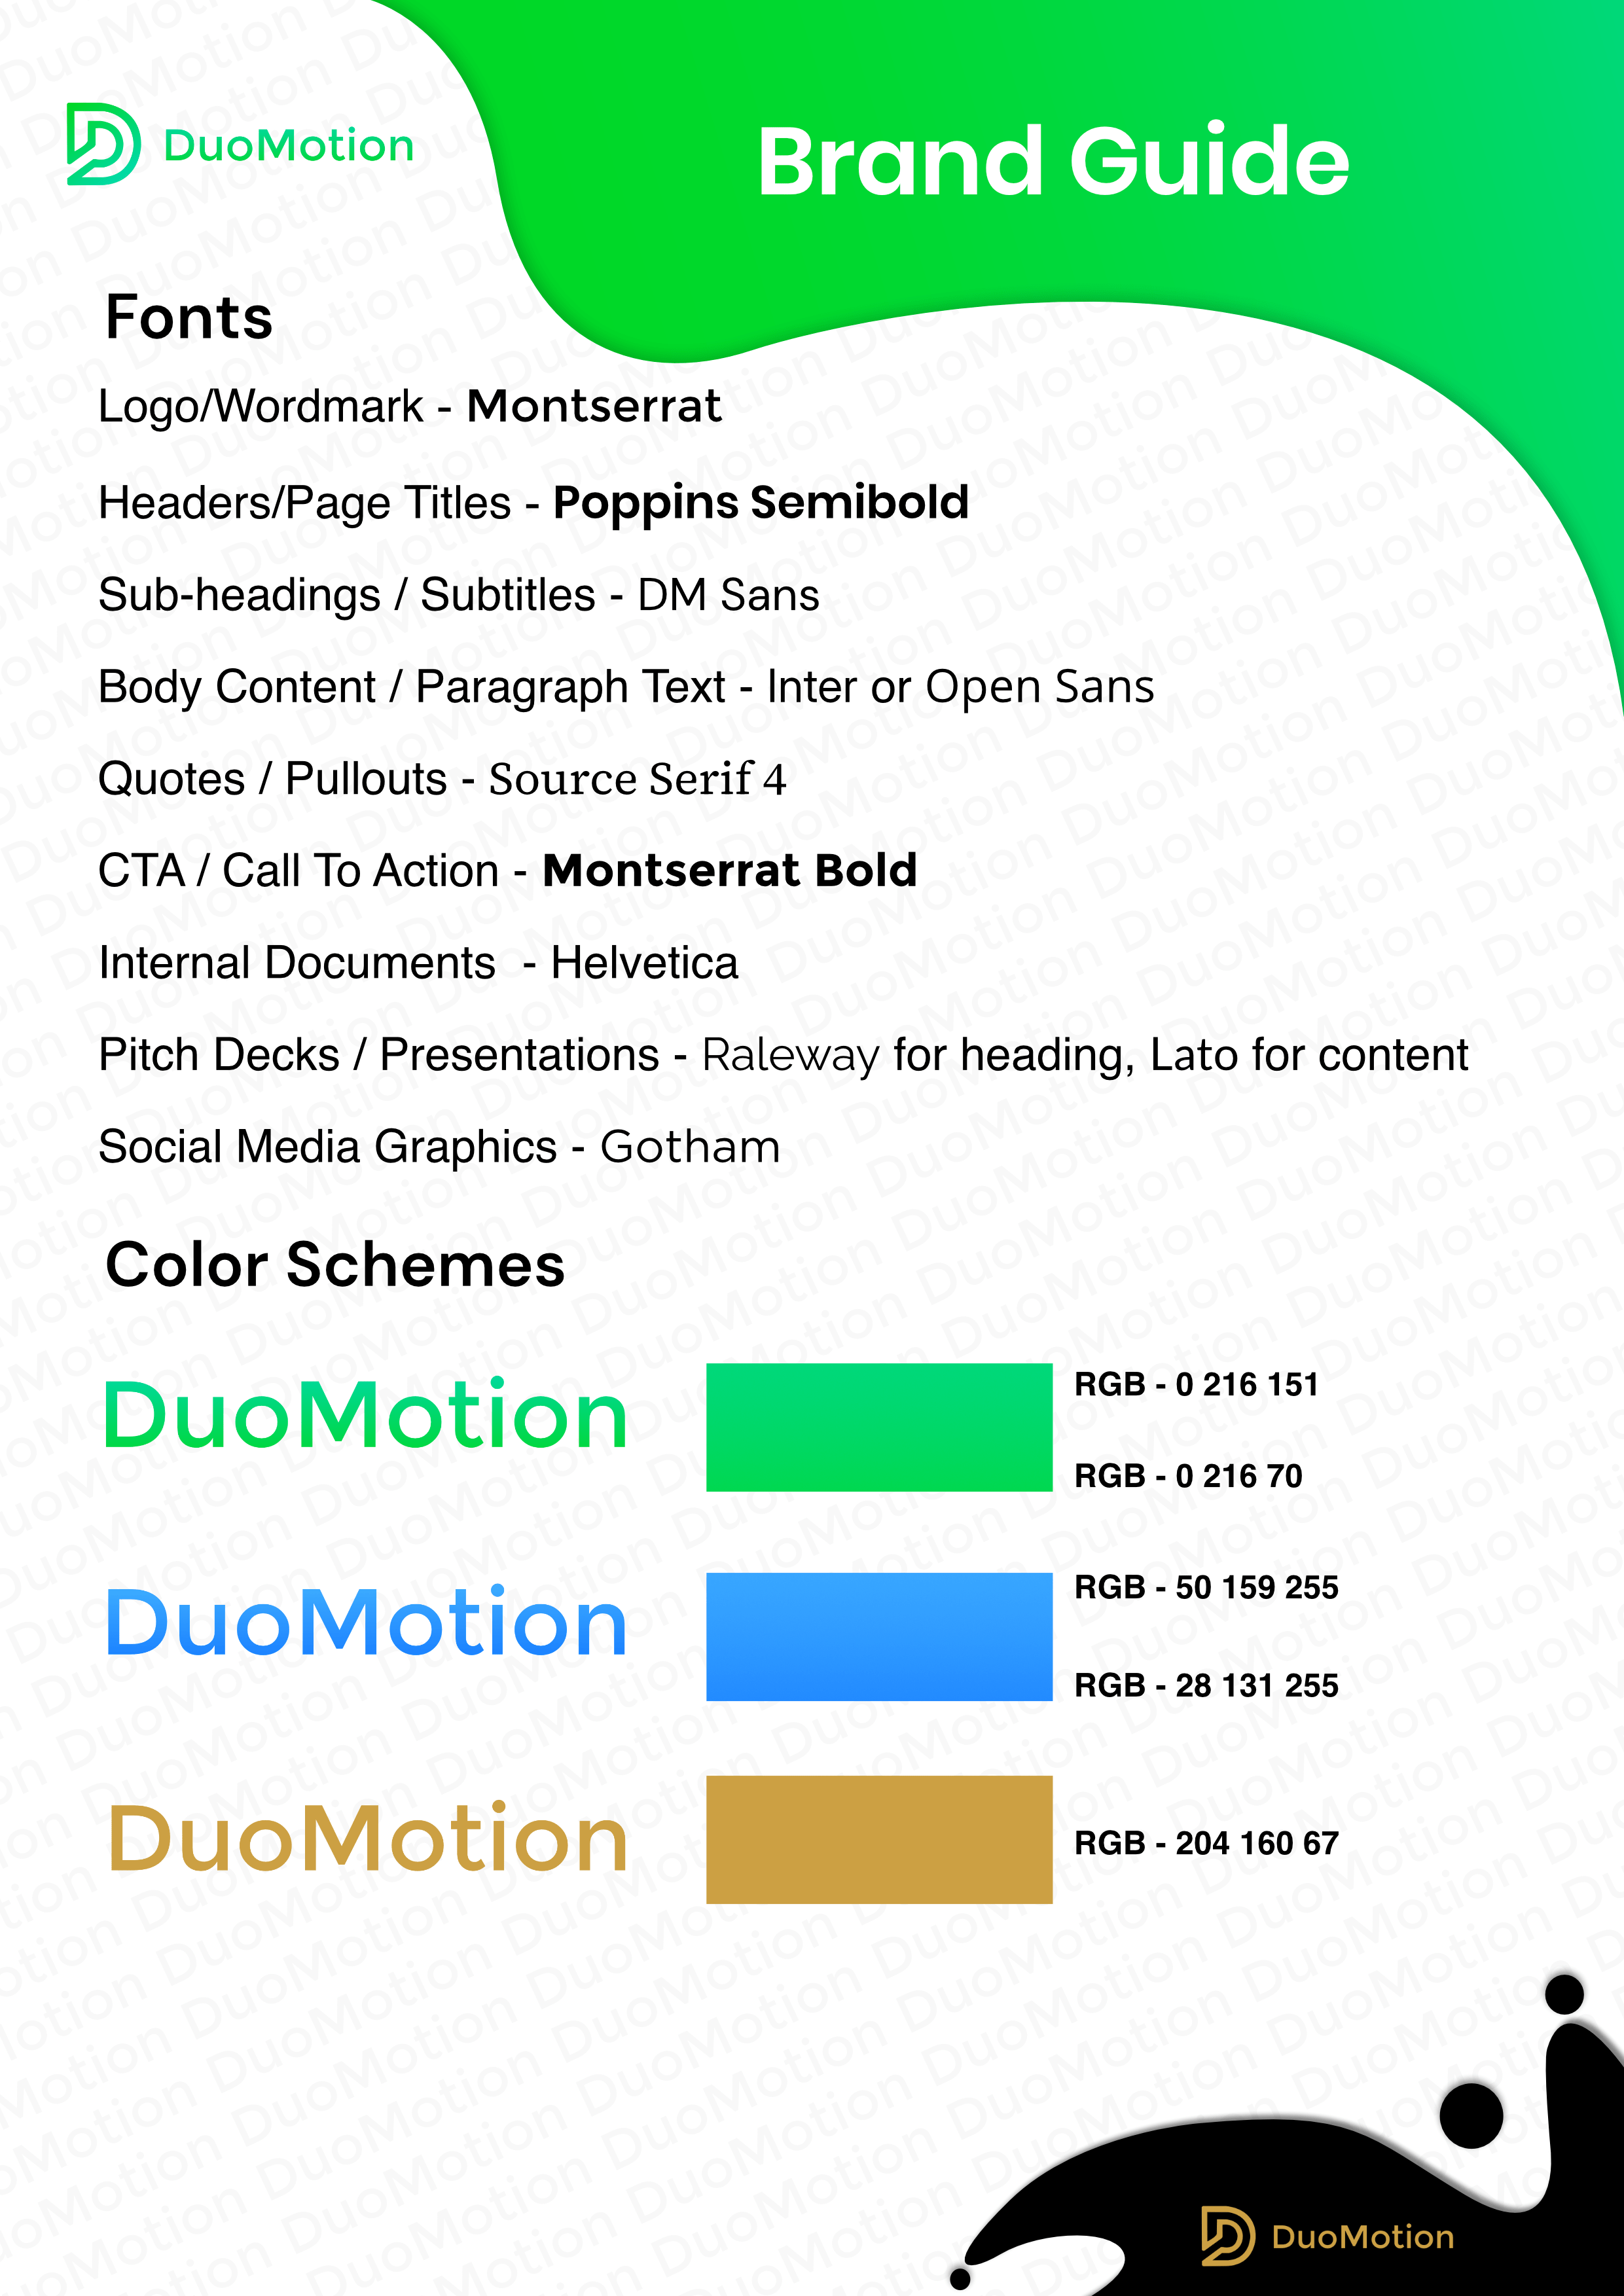 DuoMotion
Brand Guide
Fonts
Logo/Wordmark - Montserrat
Headers/Page Titles - Poppins Semibold
Sub-headings / Subtitles - DM Sans
Body Content / Paragraph Text - Inter or Open Sans
Quotes / Pullouts - Source Serif 4
CTA / Call To Action - Montserrat Bold
Internal Documents  - Helvetica
Pitch Decks / Presentations - Raleway for heading, Lato for content
Social Media Graphics - Gotham
Color Schemes
DuoMotion
RGB - 0 216 151
RGB - 0 216 70
DuoMotion
RGB - 50 159 255
RGB - 28 131 255
DuoMotion
RGB - 204 160 67
DuoMotion